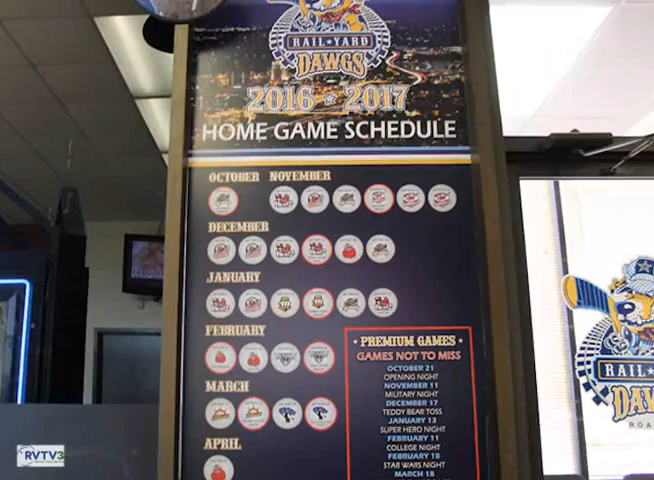 RAIL ★ YARD
DAWGS
2016 ★ 2017
HOME GAME SCHEDULE
OCTOBER NOVEMBER
DECEMBER
JANUARY
FEBRUARY
MARCH
APRIL
★ PREMIUM GAMES ★
GAMES NOT TO MISS
OCTOBER 21
OPENING NIGHT
NOVEMBER 11
MILITARY NIGHT
DECEMBER 17
TEDDY BEAR TOSS
JANUARY 13
SUPER HERO NIGHT
FEBRUARY 11
COLLEGE NIGHT
FEBRUARY 18
STAR WARS NIGHT
MARCH 18
RAIL
DAW
ROA
RVTV3